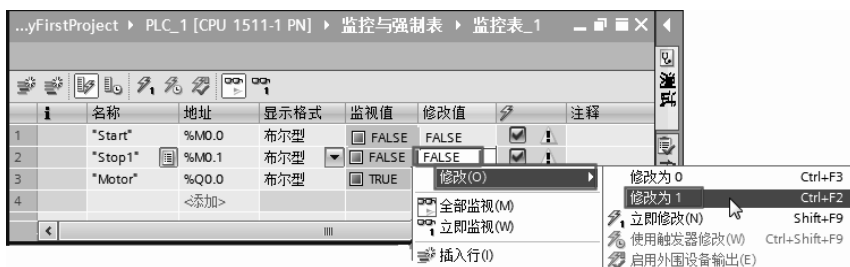 ...yFirstProject ▸ PLC_1 [CPU 1511-1 PN] ▸ 监控与强制表 ▸ 监控表_1
i 名称 地址 显示格式 监视值 修改值 注释
1 "Start" %M0.0 布尔型 FALSE FALSE
2 "Stop1" %M0.1 布尔型 FALSE FALSE
3 "Motor" %Q0.0 布尔型 TRUE
4 <添加>
修改(O)
全部监视(M)
立即监视(W)
插入行(I)
修改为 0 Ctrl+F3
修改为 1 Ctrl+F2
立即修改(N) Shift+F9
使用触发器修改(W) Ctrl+Shift+F9
启用外围设备输出(E)